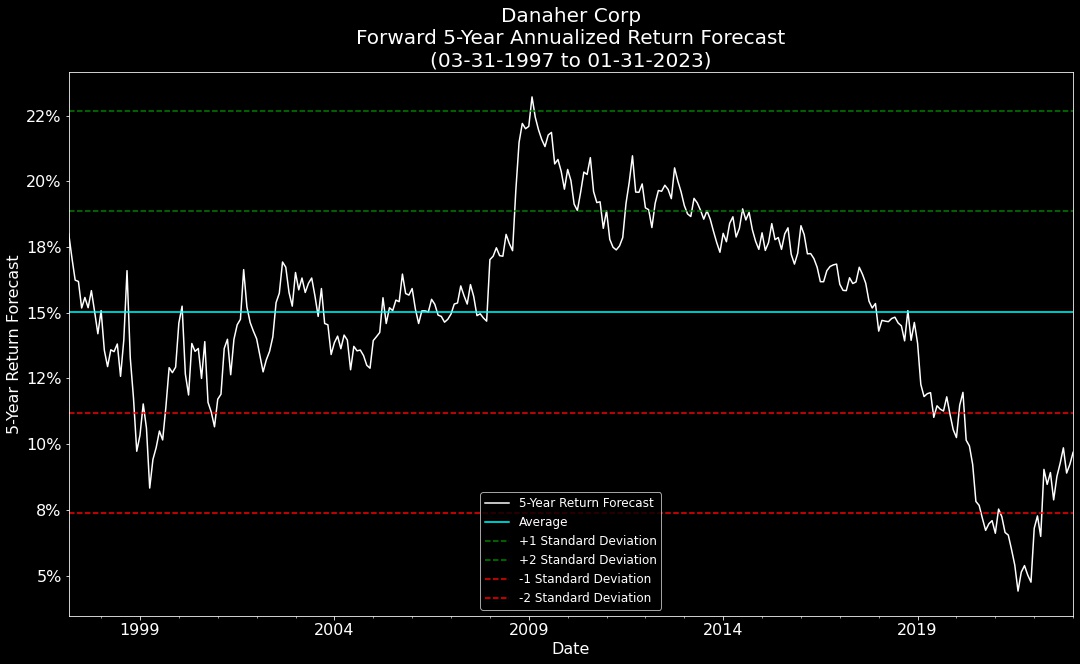 Danaher Corp
Forward 5-Year Annualized Return Forecast
(03-31-1997 to 01-31-2023)
5-Year Return Forecast
22%
20%
18%
15%
12%
10%
8%
5%
5-Year Return Forecast
Average
+1 Standard Deviation
+2 Standard Deviation
-1 Standard Deviation
-2 Standard Deviation
1999 2004 2009 2014 2019
Date